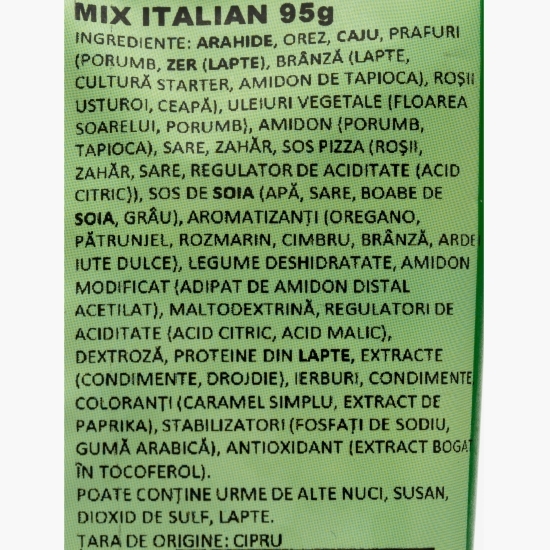 MIX ITALIAN 95g
INGREDIENTE: ARAHIDE, OREZ, CAJU, PRAFURI
(PORUMB, ZER (LAPTE), BRÂNZĂ (LAPTE,
CULTURĂ STARTER, AMIDON DE TAPIOCA), ROȘII
USTUROI, CEAPĂ), ULEIURI VEGETALE (FLOAREA
SOARELUI, PORUMB), AMIDON (PORUMB,
TAPIOCA), SARE, ZAHĂR, SOS PIZZA (ROȘII,
ZAHĂR, SARE, REGULATOR DE ACIDITATE (ACID
CITRIC)), SOS DE SOIA (APĂ, SARE, BOABE DE
SOIA, GRÂU), AROMATIZANȚI (OREGANO,
PĂTRUNJEL, ROZMARIN, CIMBRU, BRÂNZĂ, ARDE
IUTE DULCE), LEGUME DESHIDRATATE, AMIDON
MODIFICAT (ADIPAT DE AMIDON DISTAL
ACETILAT), MALTODEXTRINĂ, REGULATORI DE
ACIDITATE (ACID CITRIC, ACID MALIC),
DEXTROZĂ, PROTEINE DIN LAPTE, EXTRACTE
(CONDIMENTE, DROJDIE), IERBURI, CONDIMENTE
COLORANȚI (CARAMEL SIMPLU, EXTRACT DE
PAPRIKA), STABILIZATORI (FOSFAȚI DE SODIU,
GUMĂ ARABICĂ), ANTIOXIDANT (EXTRACT BOGAT
ÎN TOCOFEROL).
POATE CONȚINE URME DE ALTE NUCI, SUSAN,
DIOXID DE SULF, LAPTE.
ȚARA DE ORIGINE: CIPRU